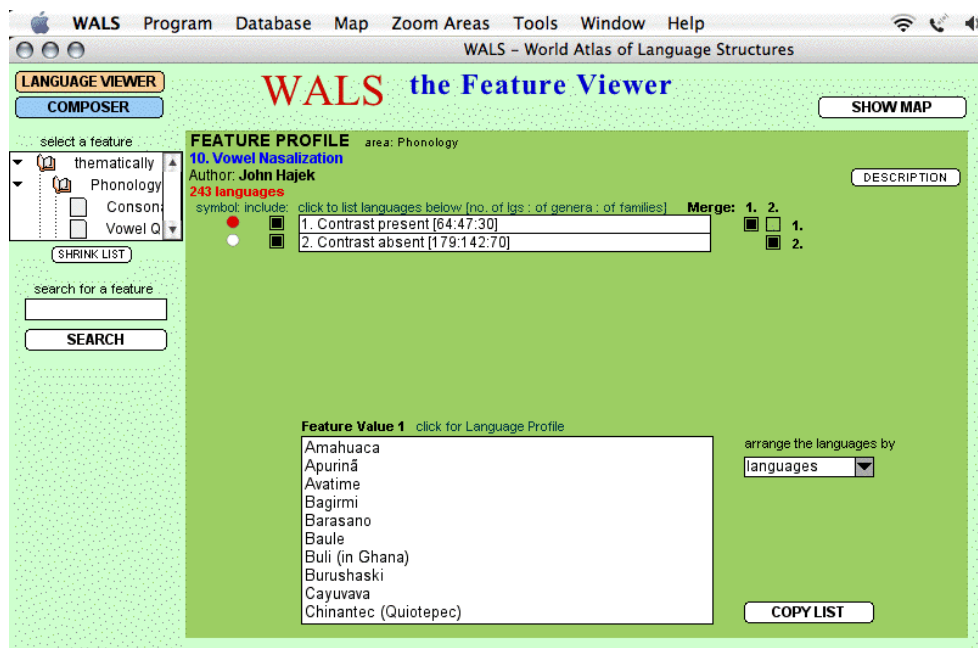 WALS Program Database Map Zoom Areas Tools Window Help
WALS – World Atlas of Language Structures
LANGUAGE VIEWER
COMPOSER
WALS the Feature Viewer
SHOW MAP
select a feature
thematically
Phonology
Conson
Vowel Q
SHRINK LIST
search for a feature
SEARCH
FEATURE PROFILE area: Phonology
10. Vowel Nasalization
Author: John Hajek
243 languages
DESCRIPTION
symbol: include: click to list languages below [no. of lgs : of genera : of families] Merge: 1. 2.
1. Contrast present [64:47:30] 1.
2. Contrast absent [179:142:70] 2.
Feature Value 1 click for Language Profile
Amahuaca
Apurinã
Avatime
Bagirmi
Barasano
Baule
Buli (in Ghana)
Burushaski
Cayuvava
Chinantec (Quiotepec)
arrange the languages by
languages
COPY LIST